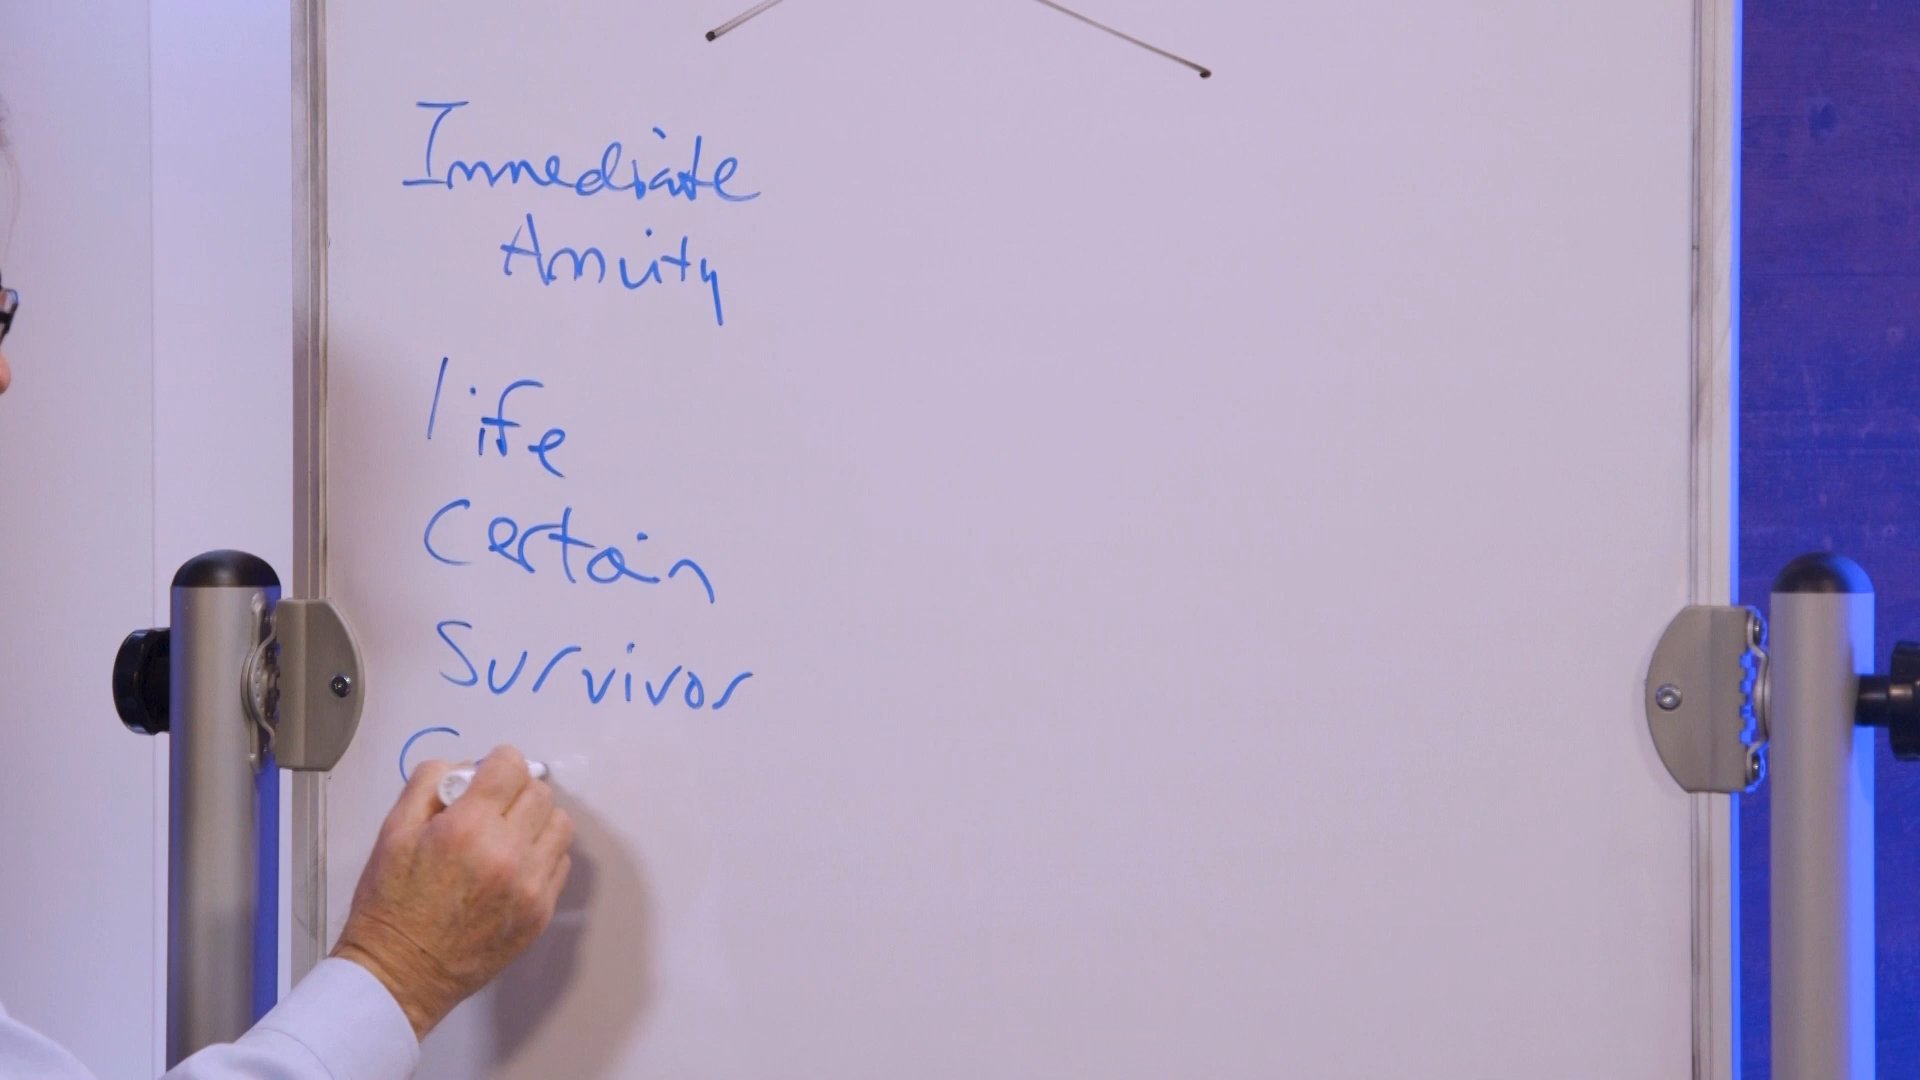 Immediate
Annuity
life
Certain
Survivor
C